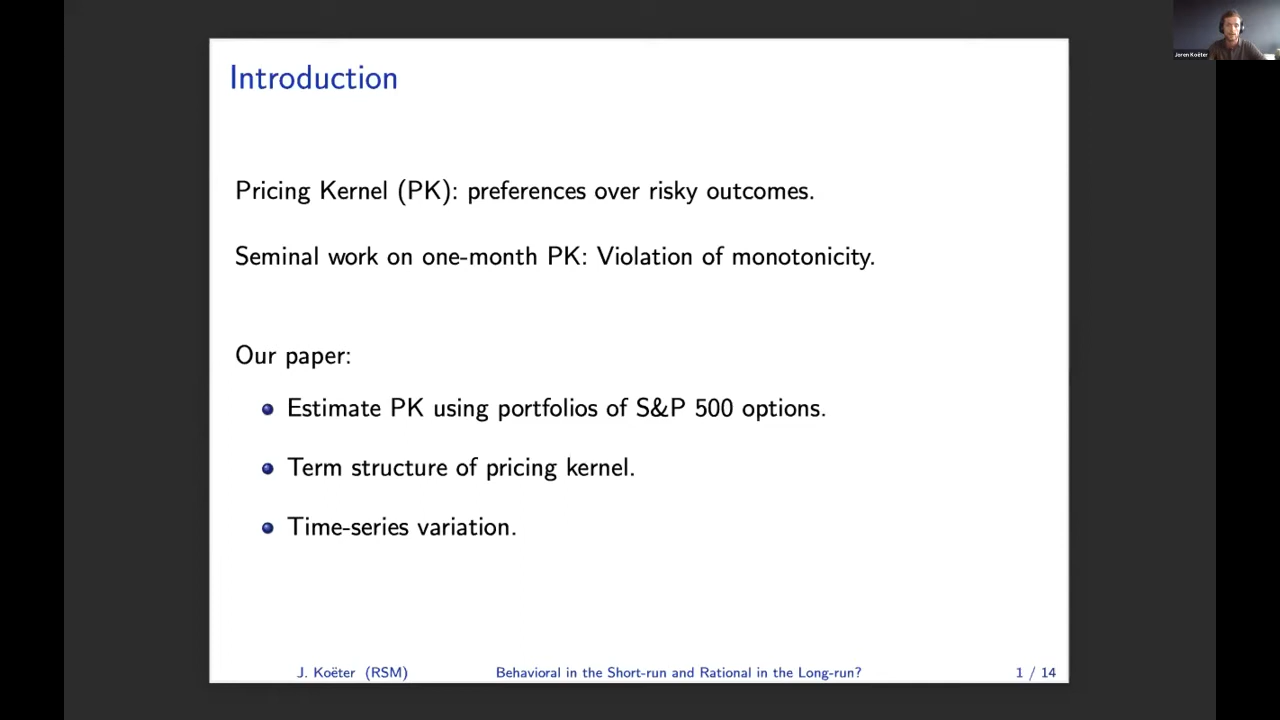 Introduction
Pricing Kernel (PK): preferences over risky outcomes.
Seminal work on one-month PK: Violation of monotonicity.
Our paper:
Estimate PK using portfolios of S&P 500 options.
Term structure of pricing kernel.
Time-series variation.
J. Koëter (RSM) Behavioral in the Short-run and Rational in the Long-run? 1 / 14
Joren Koëter